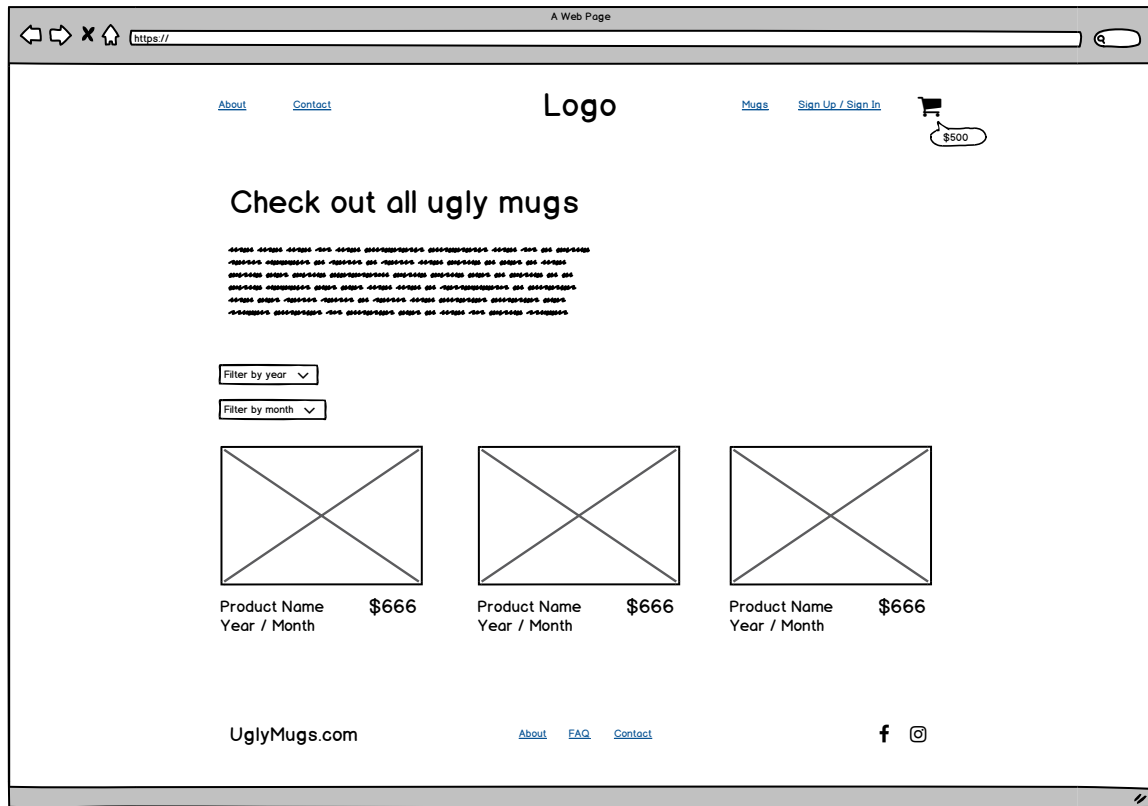 A Web Page
https://
About Contact Logo Mugs Sign Up / Sign In
$500
Check out all ugly mugs
Filter by year
Filter by month
Product Name $666 Product Name $666 Product Name $666
Year / Month Year / Month Year / Month
UglyMugs.com About FAQ Contact